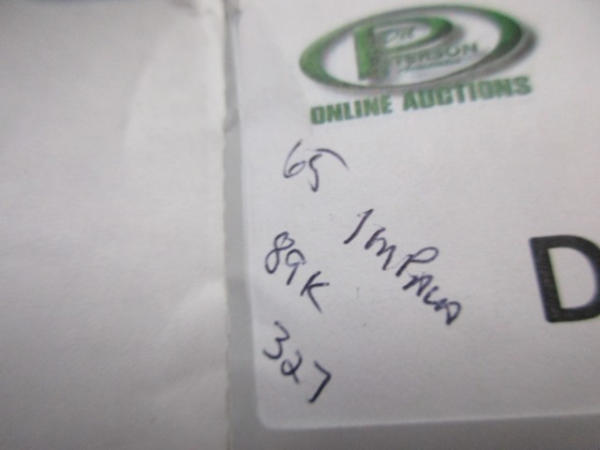 ONLINE AUCTIONS
65
IMPALA
89K
327
D